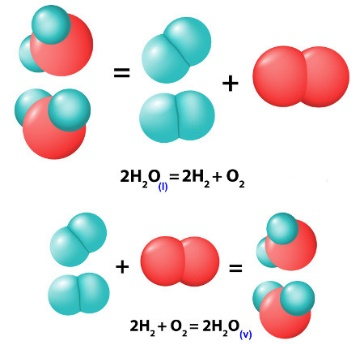 = +
2H₂O₍l₎ = 2H₂ + O₂
+ =
2H₂ + O₂ = 2H₂O₍v₎